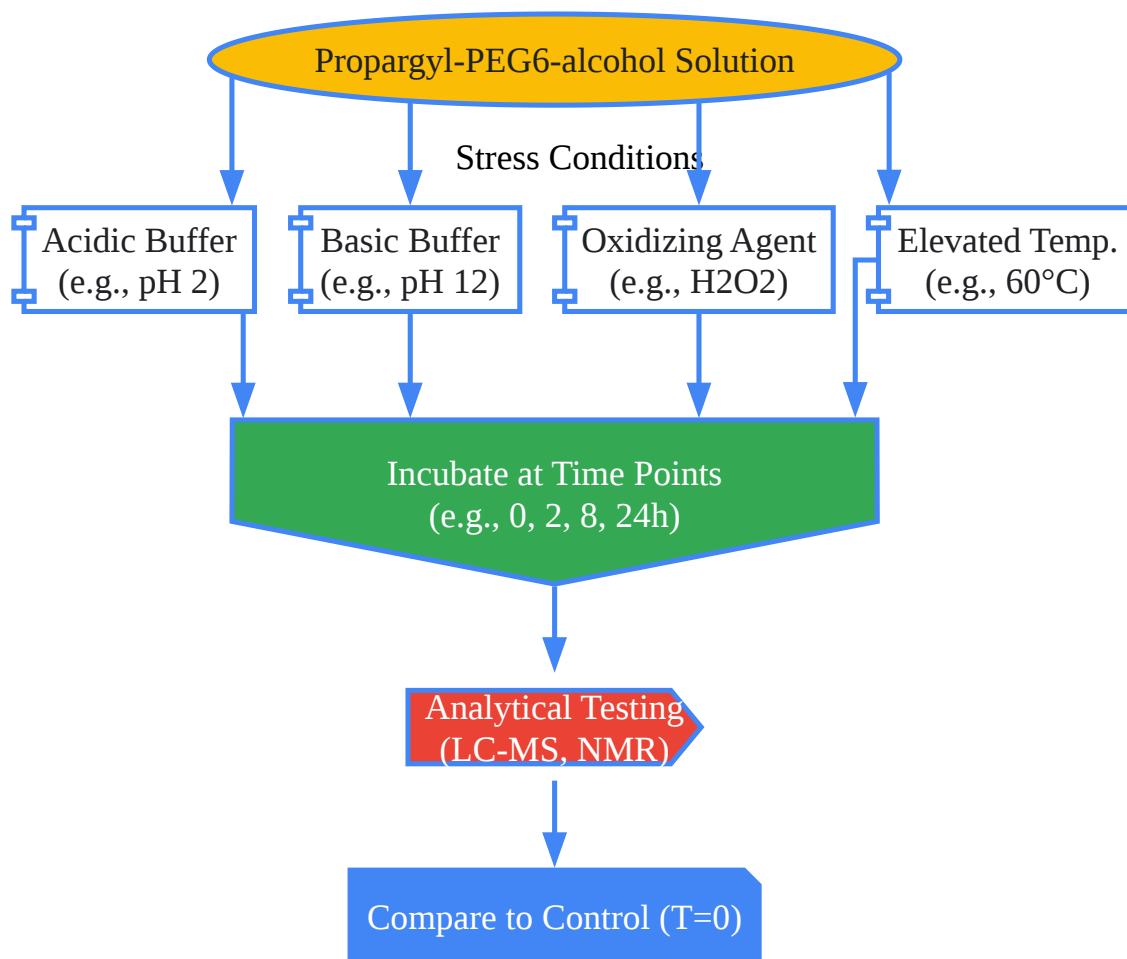 Propargyl-PEG6-alcohol Solution
Stress Conditions
Acidic Buffer
(e.g., pH 2)
Basic Buffer
(e.g., pH 12)
Oxidizing Agent
(e.g., H2O2)
Elevated Temp.
(e.g., 60°C)
Incubate at Time Points
(e.g., 0, 2, 8, 24h)
Analytical Testing
(LC-MS, NMR)
Compare to Control (T=0)